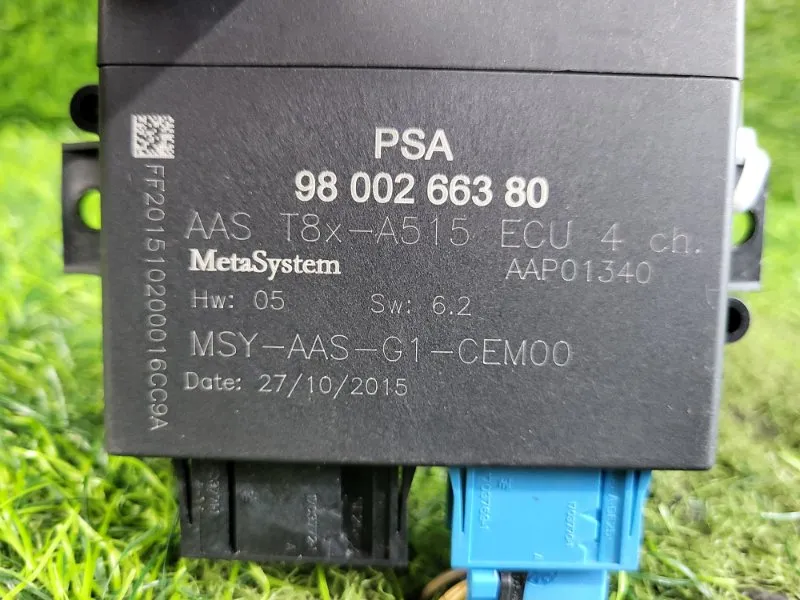 PSA
98 002 663 80
AAS T8x-A515 ECU 4 ch.
MetaSystem AAP01340
Hw: 05 Sw: 6.2
MSY-AAS-G1-CEM00
Date: 27/10/2015
FF2015102000016CC9A